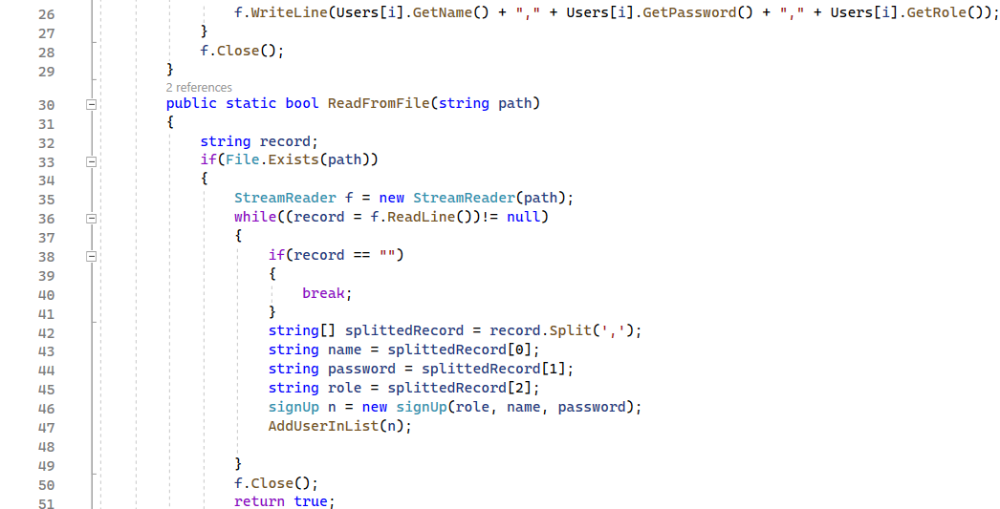 26 f.WriteLine(Users[i].GetName() + "," + Users[i].GetPassword() + "," + Users[i].GetRole());
27 }
28 f.Close();
29 }
2 references
30 public static bool ReadFromFile(string path)
31 {
32 string record;
33 if(File.Exists(path))
34 {
35 StreamReader f = new StreamReader(path);
36 while((record = f.ReadLine())!= null)
37 {
38 if(record == "")
39 {
40 break;
41 }
42 string[] splittedRecord = record.Split(',');
43 string name = splittedRecord[0];
44 string password = splittedRecord[1];
45 string role = splittedRecord[2];
46 signUp n = new signUp(role, name, password);
47 AddUserInList(n);
48
49 }
50 f.Close();
51 return true;